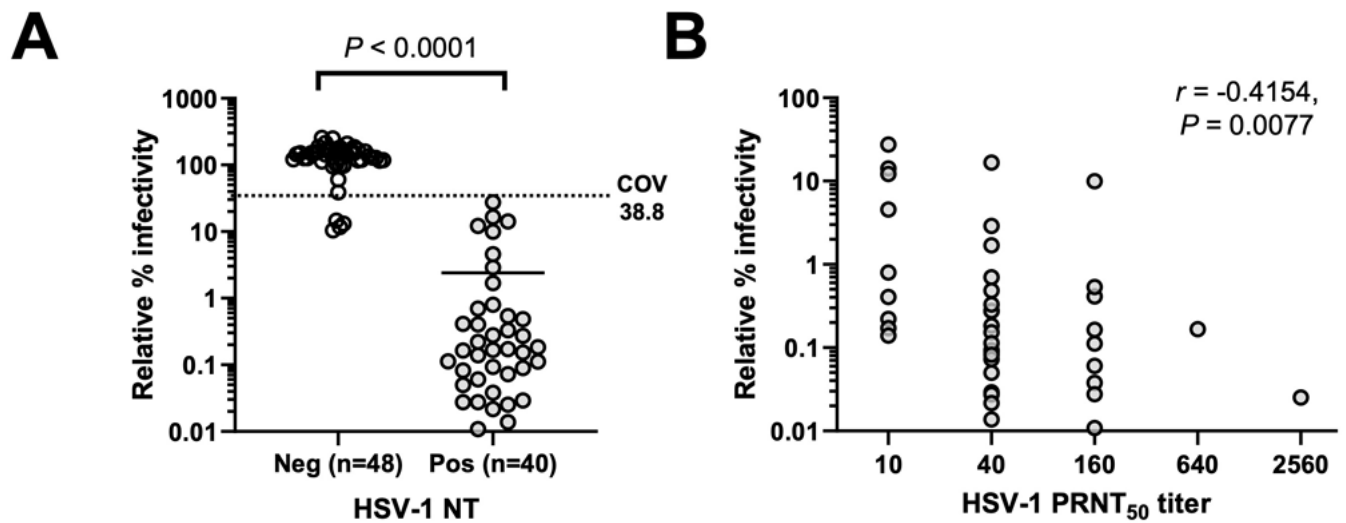 A
P < 0.0001
Relative % infectivity
1000
100
10
1
0.1
0.01
COV
38.8
Neg (n=48) Pos (n=40)
HSV-1 NT
B
r = -0.4154,
P = 0.0077
Relative % infectivity
100
10
1
0.1
0.01
10 40 160 640 2560
HSV-1 PRNT50 titer